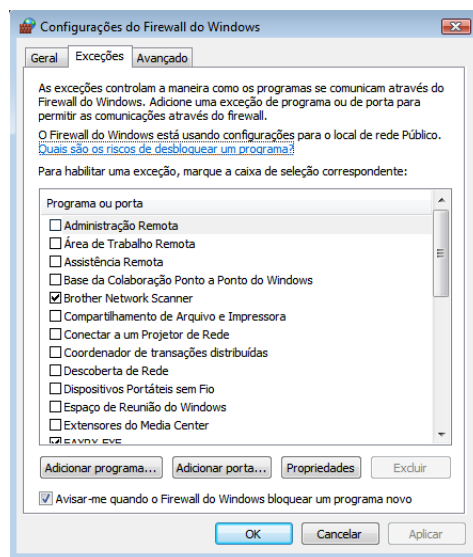 Configurações do Firewall do Windows
Geral Exceções Avançado
As exceções controlam a maneira como os programas se comunicam através do
Firewall do Windows. Adicione uma exceção de programa ou de porta para
permitir as comunicações através do firewall.
O Firewall do Windows está usando configurações para o local de rede Público.
Quais são os riscos de desbloquear um programa?
Para habilitar uma exceção, marque a caixa de seleção correspondente:
Programa ou porta
Administração Remota
Área de Trabalho Remota
Assistência Remota
Base da Colaboração Ponto a Ponto do Windows
Brother Network Scanner
Compartilhamento de Arquivo e Impressora
Conectar a um Projetor de Rede
Coordenador de transações distribuídas
Descoberta de Rede
Dispositivos Portáteis sem Fio
Espaço de Reunião do Windows
Extensores do Media Center
FAXRX.EXE
Adicionar programa... Adicionar porta... Propriedades Excluir
Avisar-me quando o Firewall do Windows bloquear um programa novo
OK Cancelar Aplicar